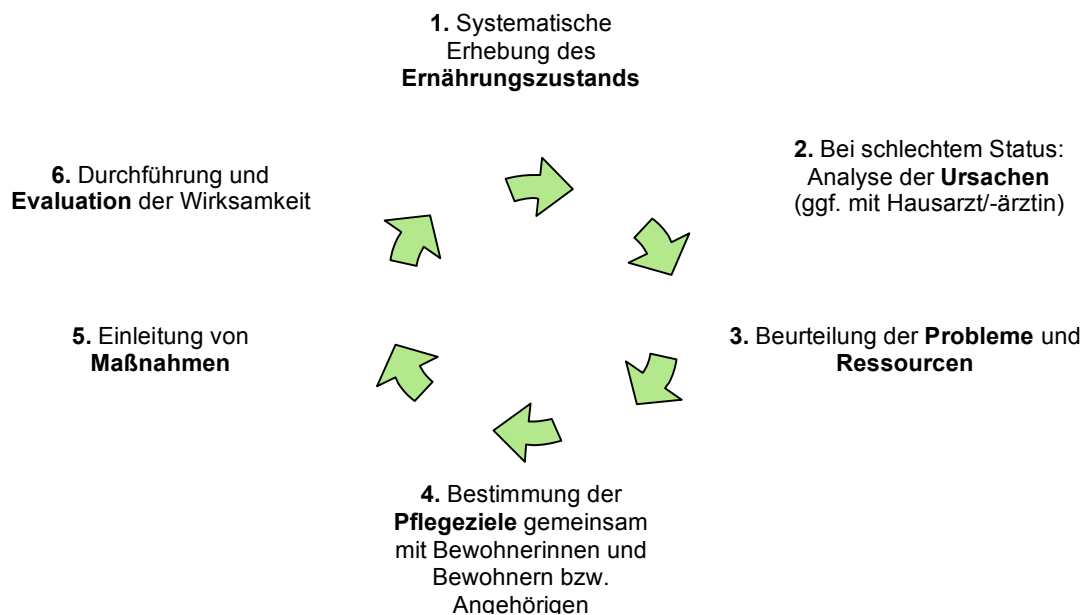 1. Systematische
Erhebung des
Ernährungszustands
2. Bei schlechtem Status:
Analyse der Ursachen
(ggf. mit Hausarzt/-ärztin)
3. Beurteilung der Probleme und
Ressourcen
4. Bestimmung der
Pflegeziele gemeinsam
mit Bewohnerinnen und
Bewohnern bzw.
Angehörigen
5. Einleitung von
Maßnahmen
6. Durchführung und
Evaluation der Wirksamkeit